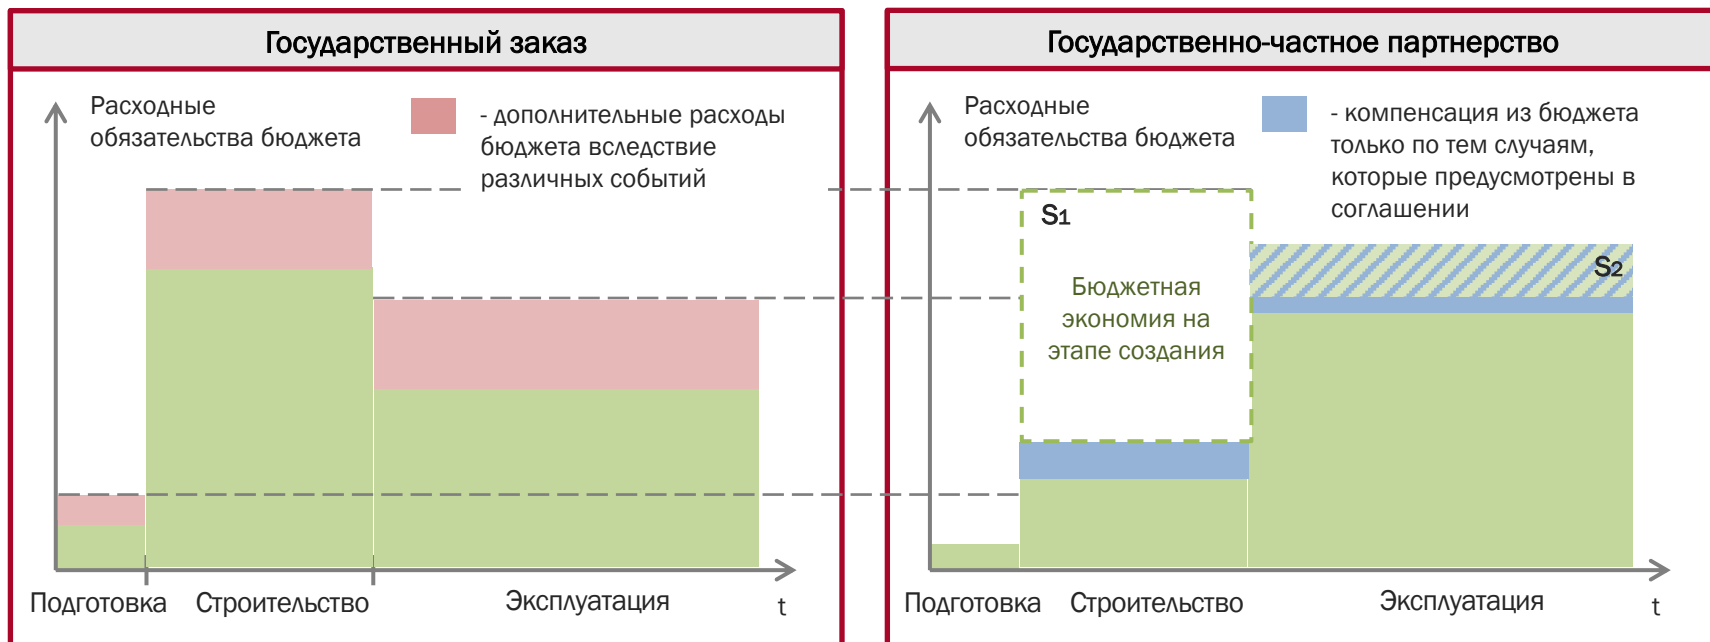 Государственный заказ
Расходные
обязательства бюджета
- дополнительные расходы
бюджета вследствие
различных событий
Подготовка
Строительство
Эксплуатация
t
Государственно-частное партнерство
Расходные
обязательства бюджета
- компенсация из бюджета
только по тем случаям,
которые предусмотрены в
соглашении
S1
S2
Бюджетная
экономия на
этапе создания
Подготовка
Строительство
Эксплуатация
t